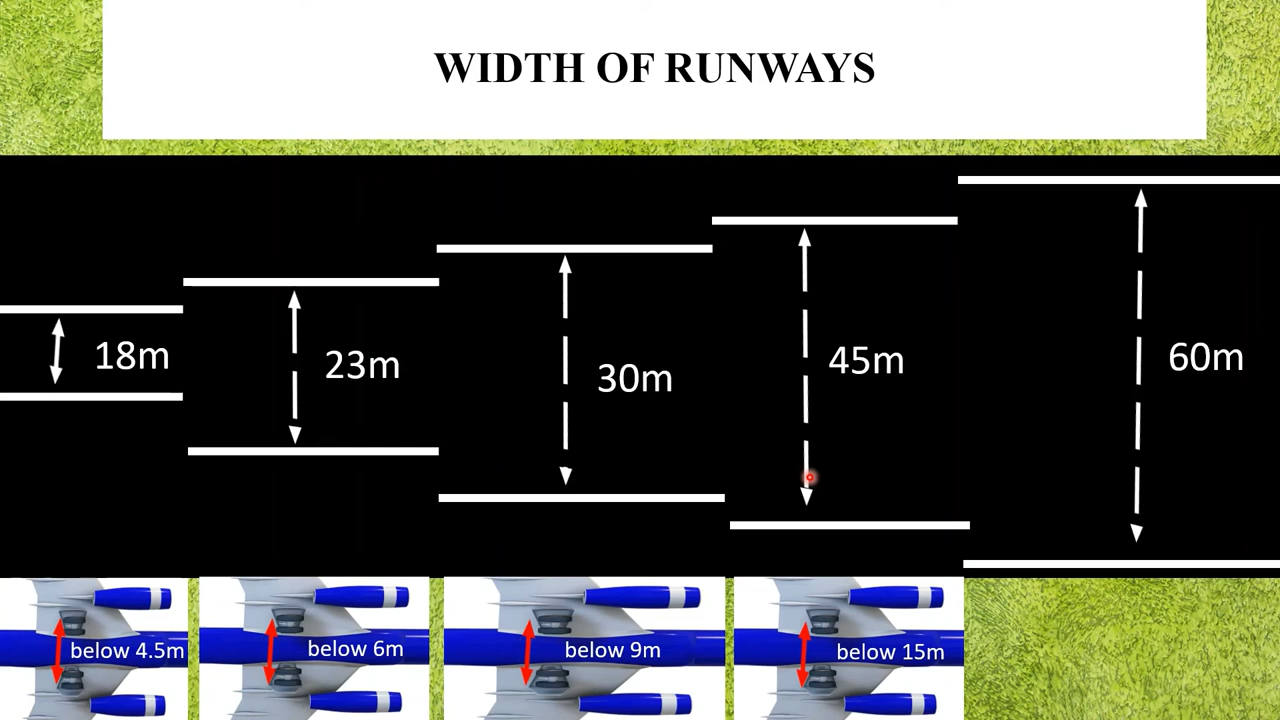 WIDTH OF RUNWAYS
18m
23m
30m
45m
60m
below 4.5m
below 6m
below 9m
below 15m